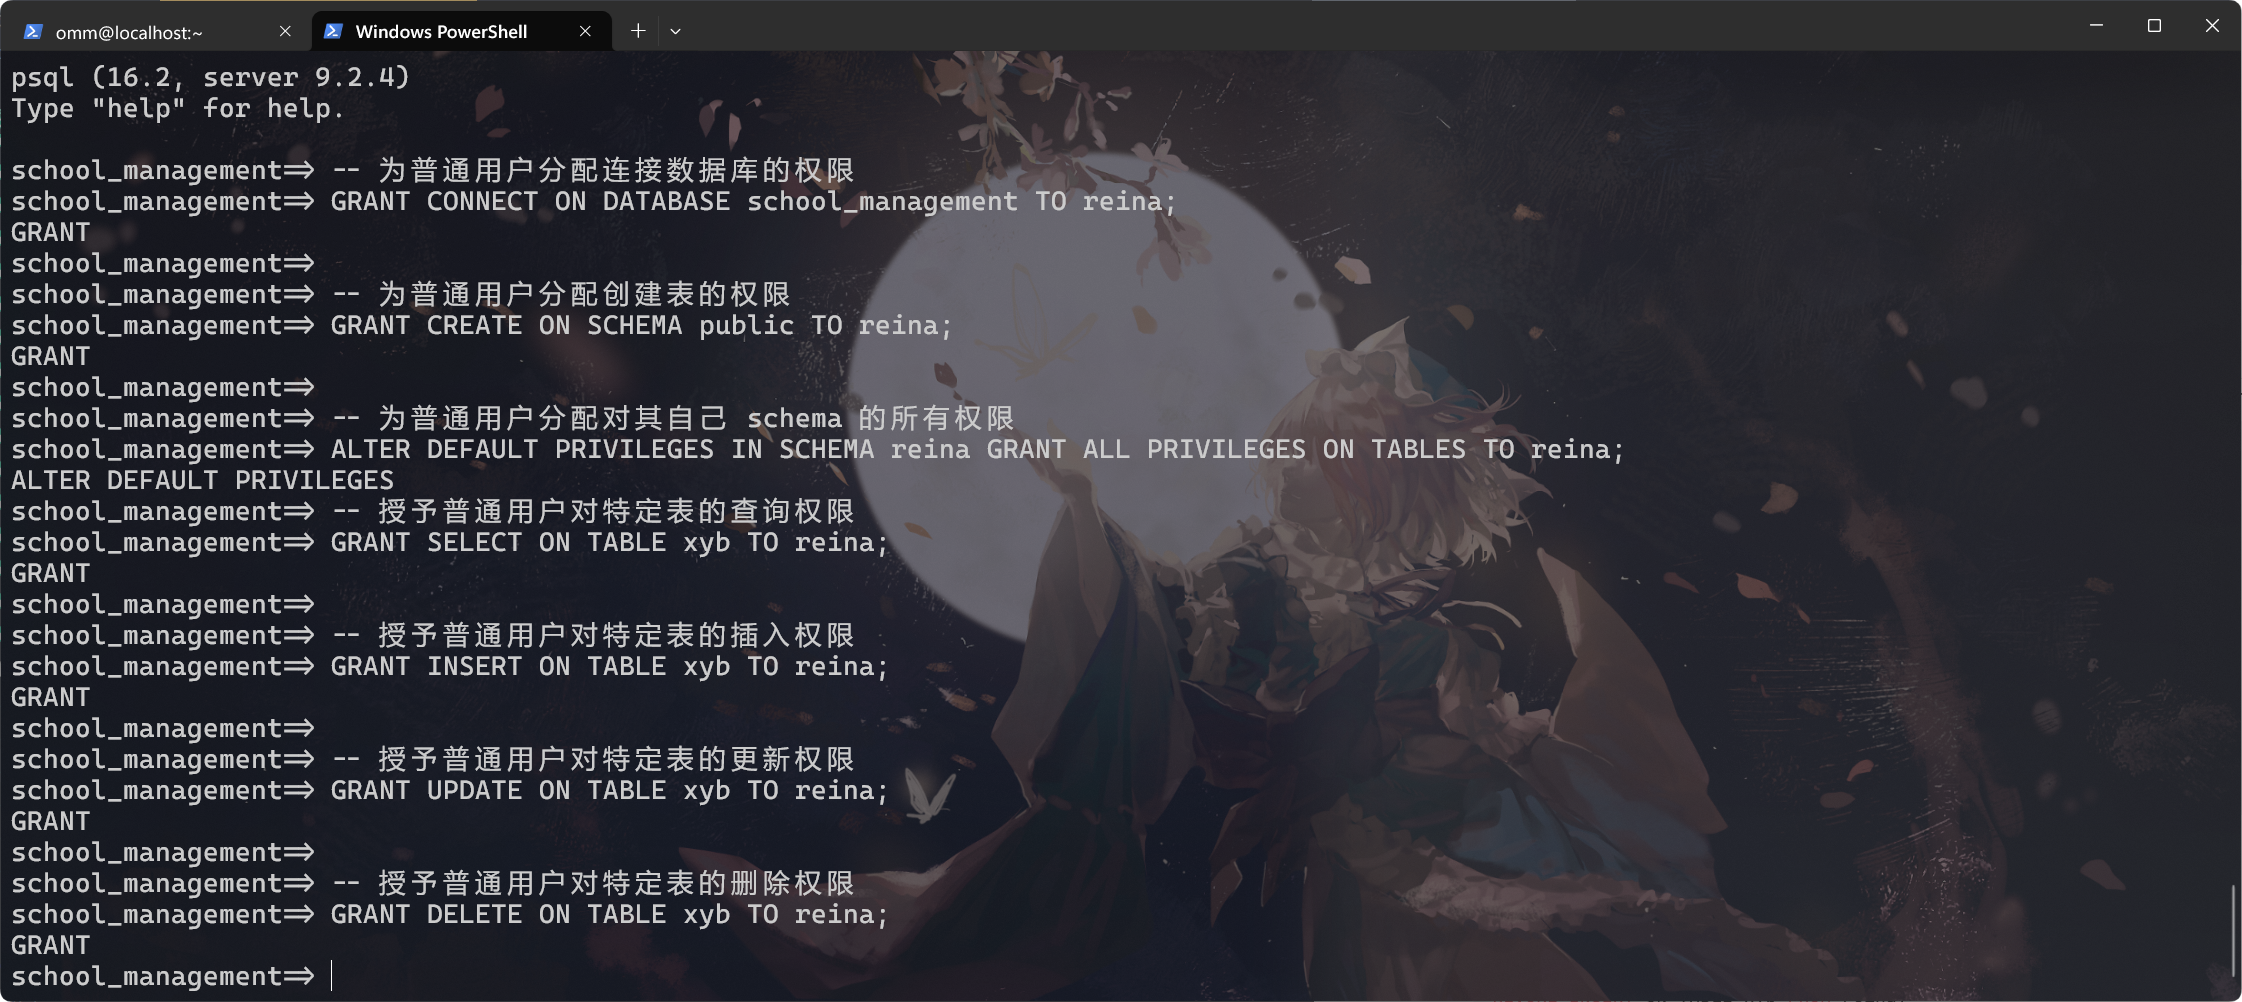 omm@localhost:~
Windows PowerShell
psql (16.2, server 9.2.4)
Type "help" for help.
school_management=> -- 为普通用户分配连接数据库的权限
school_management=> GRANT CONNECT ON DATABASE school_management TO reina;
GRANT
school_management=>
school_management=> -- 为普通用户分配创建表的权限
school_management=> GRANT CREATE ON SCHEMA public TO reina;
GRANT
school_management=>
school_management=> -- 为普通用户分配对其自己 schema 的所有权限
school_management=> ALTER DEFAULT PRIVILEGES IN SCHEMA reina GRANT ALL PRIVILEGES ON TABLES TO reina;
ALTER DEFAULT PRIVILEGES
school_management=> -- 授予普通用户对特定表的查询权限
school_management=> GRANT SELECT ON TABLE xyb TO reina;
GRANT
school_management=>
school_management=> -- 授予普通用户对特定表的插入权限
school_management=> GRANT INSERT ON TABLE xyb TO reina;
GRANT
school_management=>
school_management=> -- 授予普通用户对特定表的更新权限
school_management=> GRANT UPDATE ON TABLE xyb TO reina;
GRANT
school_management=>
school_management=> -- 授予普通用户对特定表的删除权限
school_management=> GRANT DELETE ON TABLE xyb TO reina;
GRANT
school_management=>